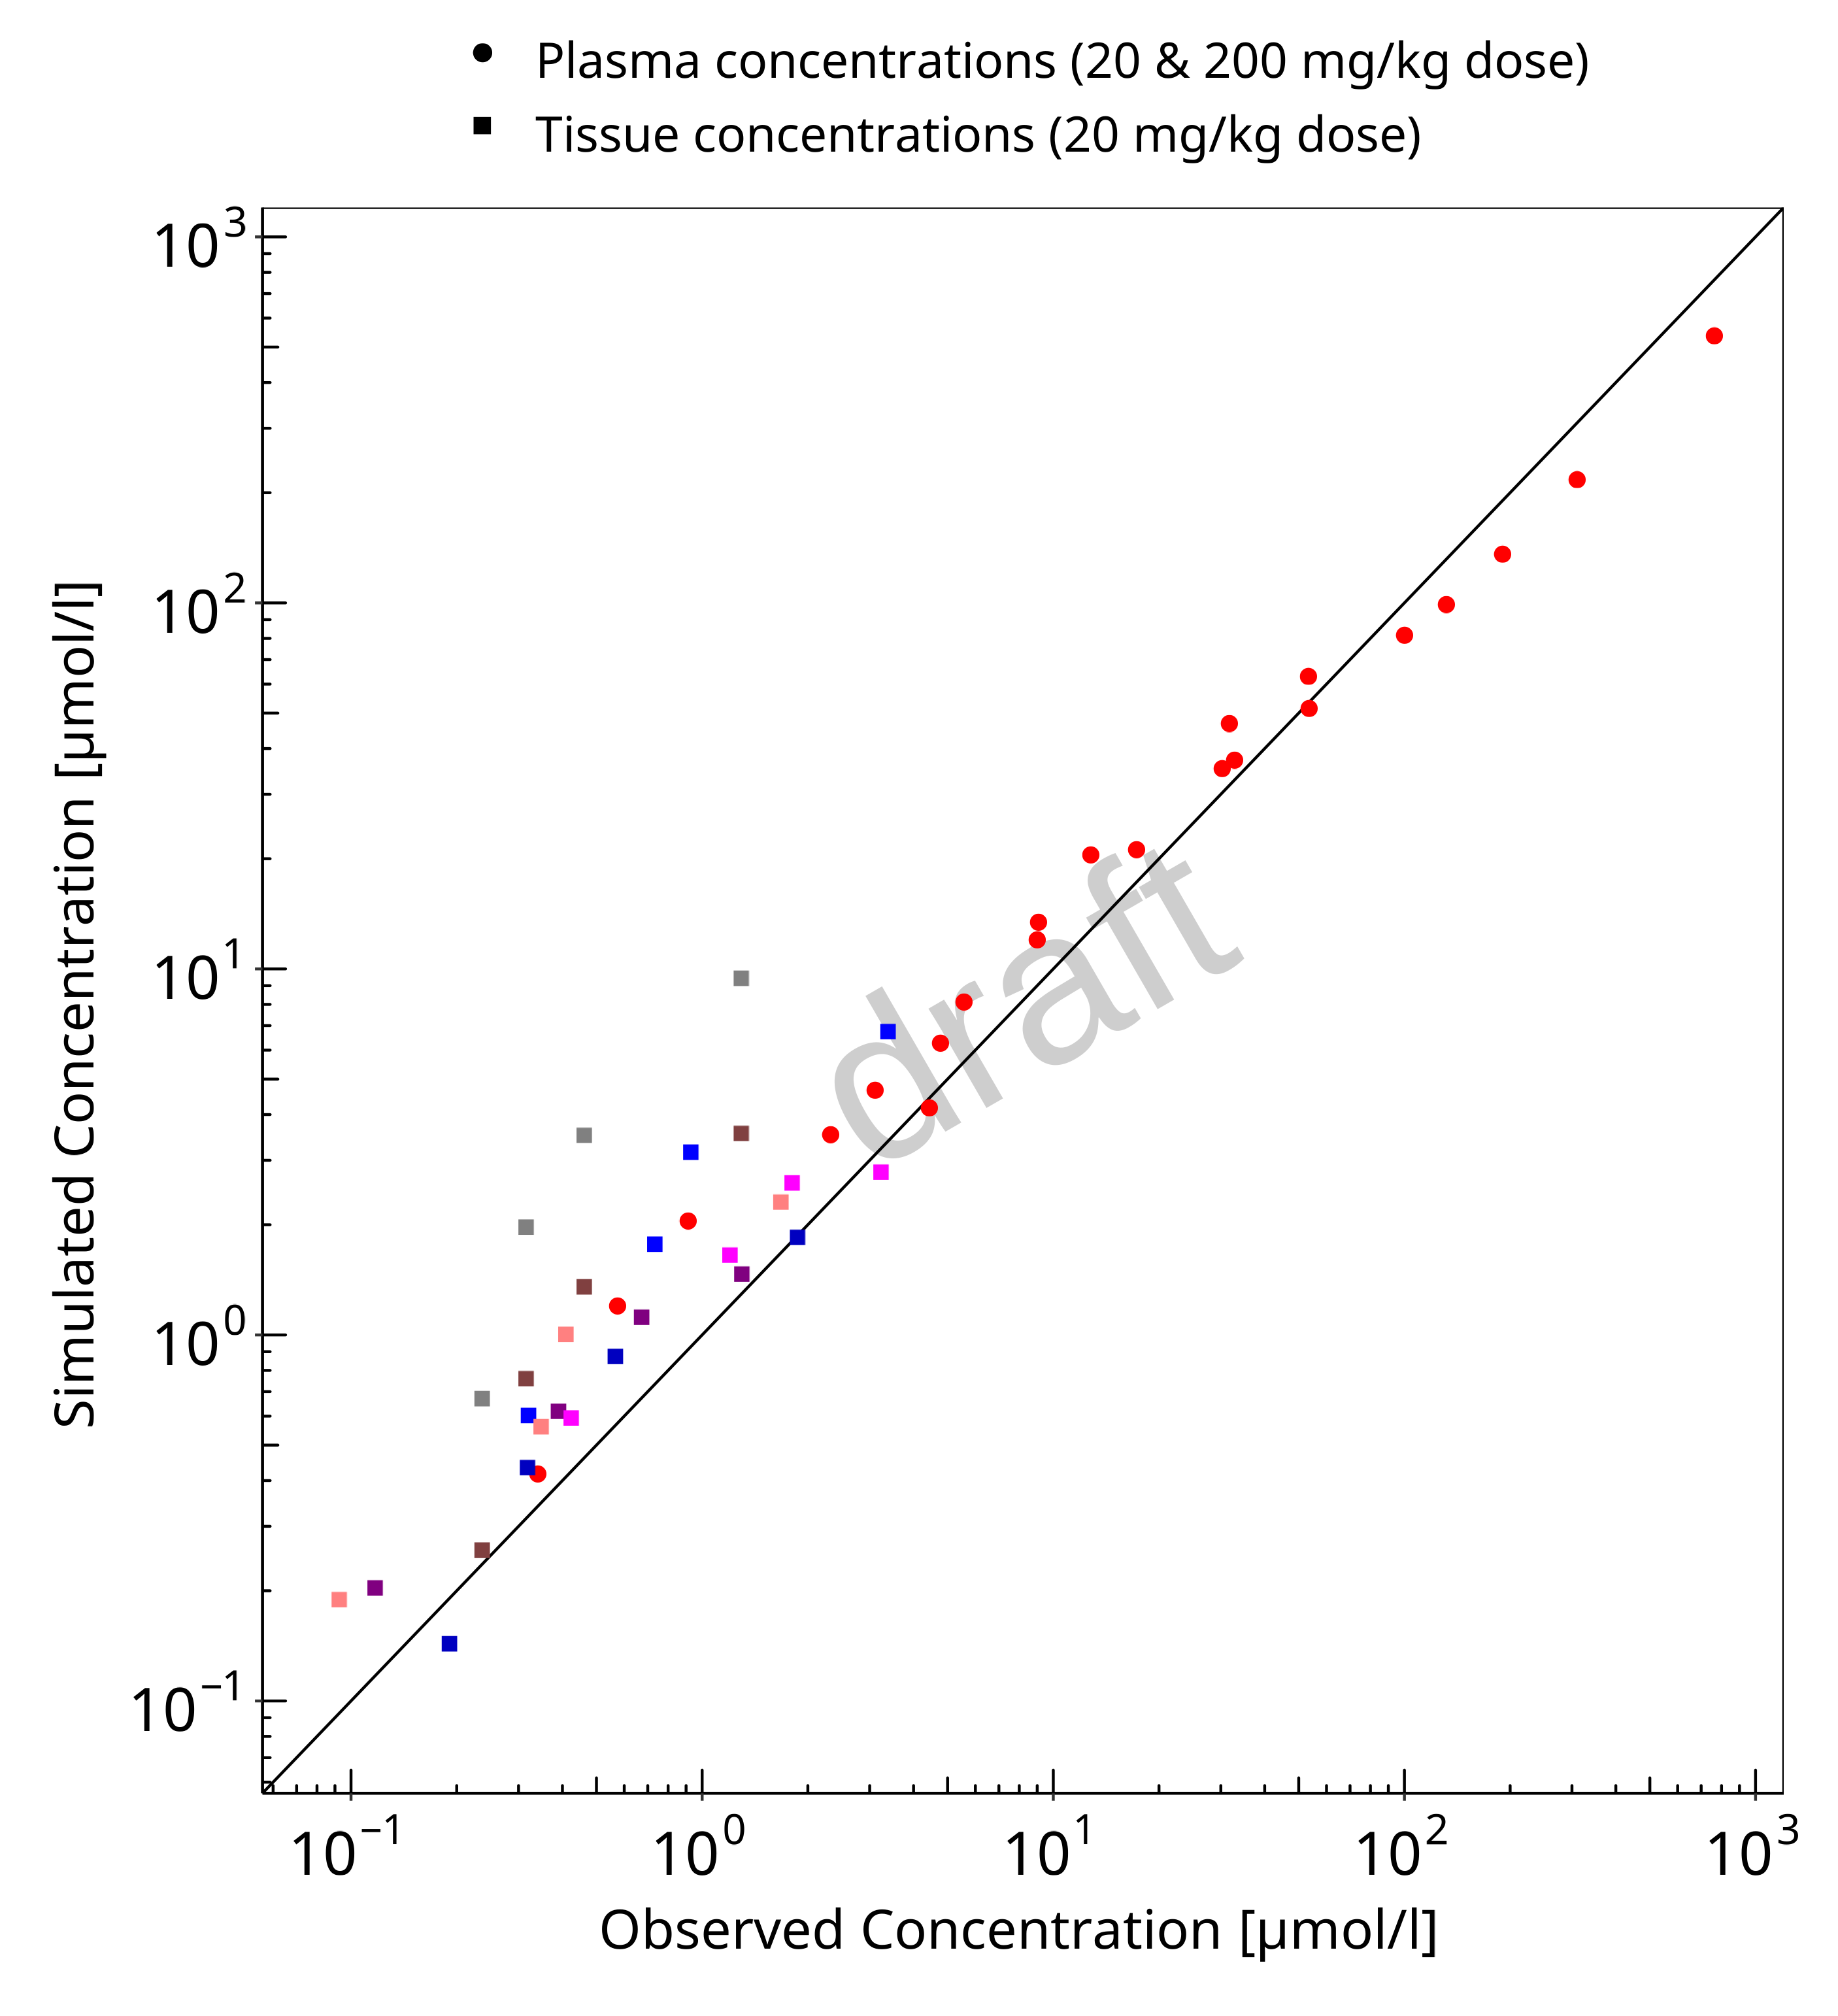 Plasma concentrations (20 & 200 mg/kg dose)
Tissue concentrations (20 mg/kg dose)
10³
10²
10¹
10⁰
10⁻¹
Simulated Concentration [µmol/l]
draft
10⁻¹ 10⁰ 10¹ 10² 10³
Observed Concentration [µmol/l]